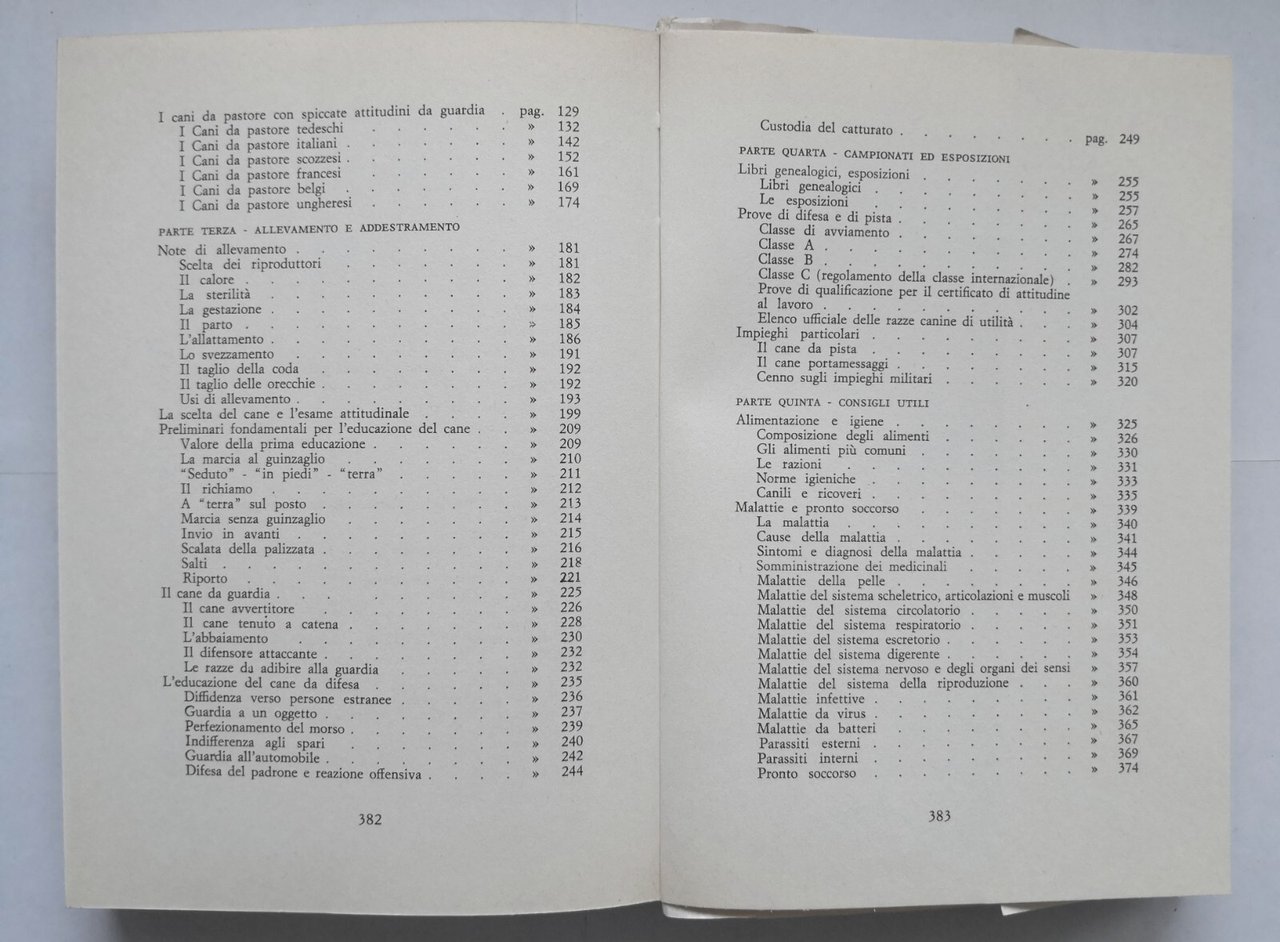 I cani da pastore con spiccate attitudini da guardia . pag. 129
I Cani da pastore tedeschi . . . . . . » 132
I Cani da pastore italiani . . . . . . . » 142
I Cani da pastore scozzesi . . . . . . . » 152
I Cani da pastore francesi . . . . . . » 161
I Cani da pastore belgi . . . . . . . » 169
I Cani da pastore ungheresi . . . . . . » 174
PARTE TERZA - ALLEVAMENTO E ADDESTRAMENTO
Note di allevamento . . . . . . . . . » 181
Scelta dei riproduttori . . . . . . . » 181
Il calore . . . . . . . . . . » 182
La sterilità . . . . . . . . . » 183
La gestazione . . . . . . . . . » 184
Il parto . . . . . . . . . . » 185
L'allattamento . . . . . . . . . » 186
Lo svezzamento . . . . . . . . » 191
Il taglio della coda . . . . . . . » 192
Il taglio delle orecchie . . . . . . . . » 192
Usi di allevamento . . . . . . . . . » 193
La scelta del cane e l'esame attitudinale . . . . » 199
Preliminari fondamentali per l'educazione del cane . . » 209
Valore della prima educazione . . . . . . » 209
La marcia al guinzaglio . . . . . . . » 210
"Seduto" - "in piedi" - "terra" . . . . . » 211
Il richiamo . . . . . . . . . » 212
A "terra" sul posto . . . . . . . » 213
Marcia senza guinzaglio . . . . . . . » 214
Invio in avanti . . . . . . . . » 215
Scalata della palizzata . . . . . . . . » 216
Salti . . . . . . . . . . . » 218
Riporto . . . . . . . . . . » 221
Il cane da guardia . . . . . . . . . » 225
Il cane avvertitore . . . . . . . » 226
Il cane tenuto a catena . . . . . . . » 228
L'abbaiamento . . . . . . . . » 230
Il difensore attaccante . . . . . . . » 232
Le razze da adibire alla guardia . . . . . » 232
L'educazione del cane da difesa . . . . . . » 235
Diffidenza verso persone estranee . . . . . » 236
Guardia a un oggetto . . . . . . . . » 237
Perfezionamento del morso . . . . . . . » 239
Indifferenza agli spari . . . . . . . » 240
Guardia all'automobile . . . . . . . . » 242
Difesa del padrone e reazione offensiva . . . . » 244
382
Custodia del catturato . . . . . . . . pag. 249
PARTE QUARTA - CAMPIONATI ED ESPOSIZIONI
Libri genealogici, esposizioni . . . . . . . » 255
Libri genealogici . . . . . . . . » 255
Le esposizioni . . . . . . . . » 257
Prove di difesa e di pista . . . . . . . . » 265
Classe di avviamento . . . . . . . » 267
Classe A . . . . . . . . . . » 274
Classe B . . . . . . . . . . » 282
Classe C (regolamento della classe internazionale) . » 293
Prove di qualificazione per il certificato di attitudine
al lavoro . . . . . . . . . . » 302
Elenco ufficiale delle razze canine di utilità . . . » 304
Impieghi particolari . . . . . . . . » 307
Il cane da pista . . . . . . . . » 307
Il cane portamessaggi . . . . . . . . » 315
Cenno sugli impieghi militari . . . . . . » 320
PARTE QUINTA - CONSIGLI UTILI
Alimentazione e igiene . . . . . . . . » 325
Composizione degli alimenti . . . . . . » 326
Gli alimenti più comuni . . . . . . . » 330
Le razioni . . . . . . . . . » 331
Norme igieniche . . . . . . . . » 333
Canili e ricoveri . . . . . . . . » 335
Malattie e pronto soccorso . . . . . . . » 339
La malattia . . . . . . . . . » 340
Cause della malattia . . . . . . . . » 341
Sintomi e diagnosi della malattia . . . . . » 344
Somministrazione dei medicinali . . . . . » 345
Malattie della pelle . . . . . . . » 346
Malattie del sistema scheletrico, articolazioni e muscoli » 348
Malattie del sistema circolatorio . . . . . » 350
Malattie del sistema respiratorio . . . . . » 351
Malattie del sistema escretorio . . . . . . » 353
Malattie del sistema digerente . . . . . . » 354
Malattie del sistema nervoso e degli organi dei sensi » 357
Malattie del sistema della riproduzione . . . » 360
Malattie infettive . . . . . . . . » 361
Malattie da virus . . . . . . . . » 362
Malattie da batteri . . . . . . . » 365
Parassiti esterni . . . . . . . . » 367
Parassiti interni . . . . . . . . » 369
Pronto soccorso . . . . . . . . » 374
383